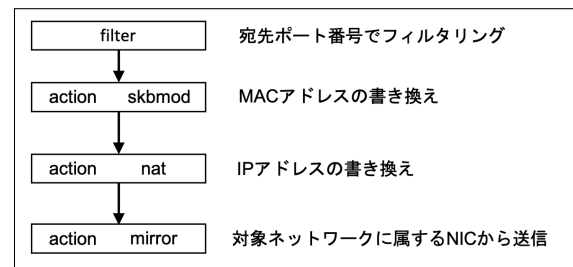 filter 宛先ポート番号でフィルタリング
action skbmod MACアドレスの書き換え
action nat IPアドレスの書き換え
action mirror 対象ネットワークに属するNICから送信